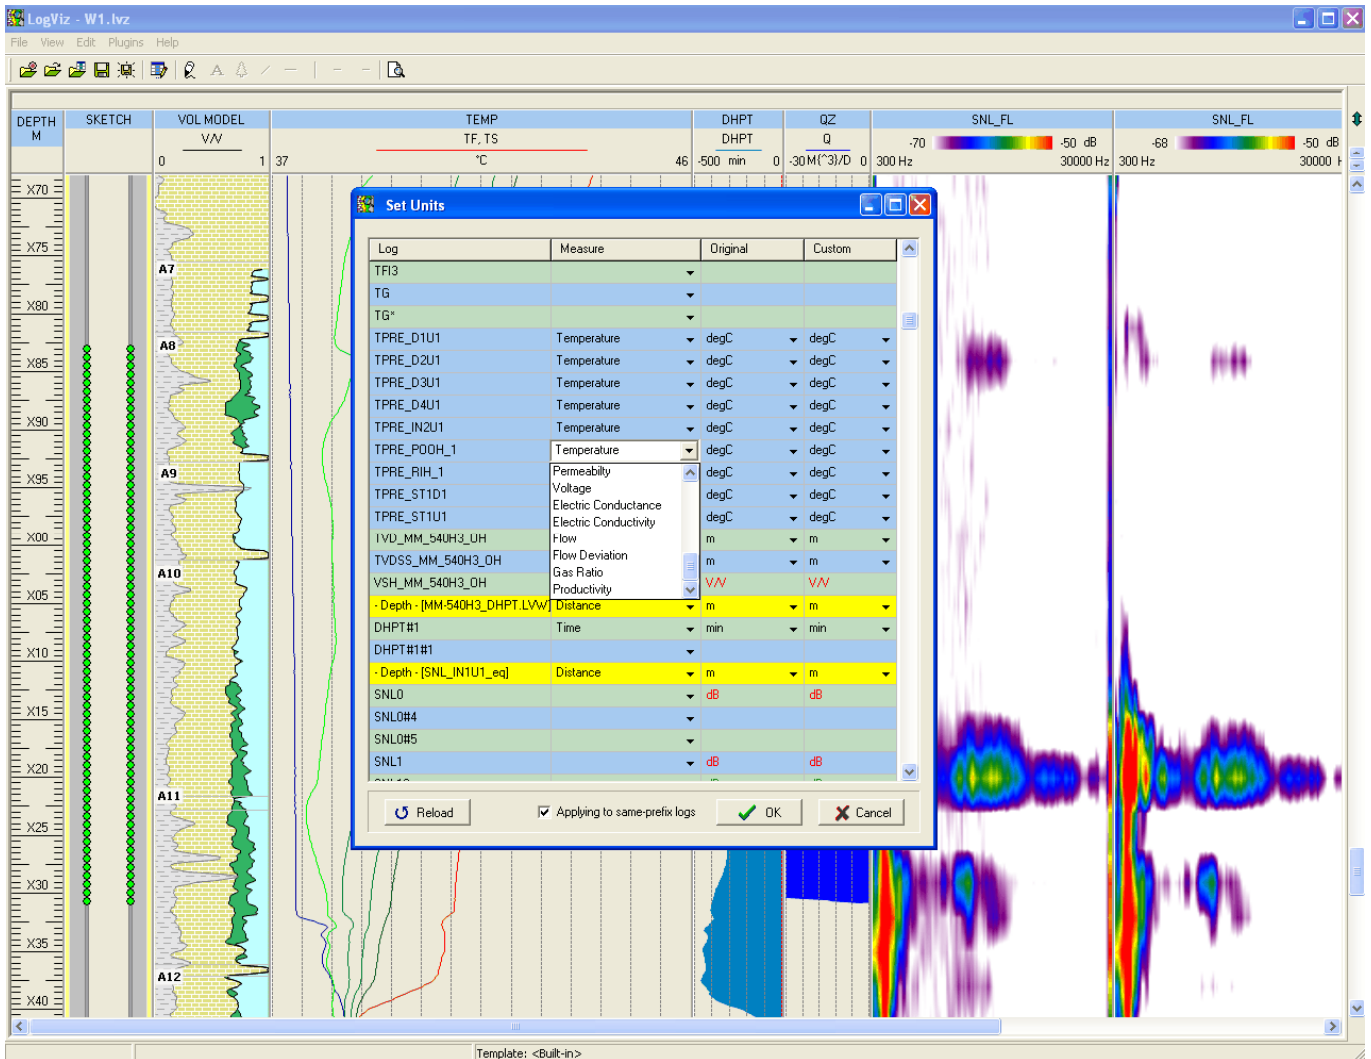 LogViz - W1.lvz
File View Edit Plugins Help
DEPTH SKETCH VOL MODEL TEMP DHPT QZ SNL_FL SNL_FL
M V/V TF, TS DHPT Q -70 -50 dB -68 -50 dB
0 1 37 °C 46 -500 min 0 -30 M(^3)/D 0 300 Hz 30000 Hz 300 Hz 30000 H
X70
X75
A7
X80
A8
X85
X90
A9
X95
X00
A10
X05
X10
X15
X20
A11
X25
X30
X35
A12
X40
Set Units
Log Measure Original Custom
TFI3
TG
TG*
TPRE_D1U1 Temperature degC degC
TPRE_D2U1 Temperature degC degC
TPRE_D3U1 Temperature degC degC
TPRE_D4U1 Temperature degC degC
TPRE_IN2U1 Temperature degC degC
TPRE_POOH_1 Temperature degC degC
TPRE_RIH_1 degC degC
TPRE_ST1D1 degC degC
TPRE_ST1U1 degC degC
TVD_MM_540H3_OH m m
TVDSS_MM_540H3_OH m m
VSH_MM_540H3_OH V/V V/V
Permeabilty
Voltage
Electric Conductance
Electric Conductivity
Flow
Flow Deviation
Gas Ratio
Productivity
- Depth - [MM-540H3_DHPT.LVW] Distance m m
DHPT#1 Time min min
DHPT#1#1
- Depth - [SNL_IN1U1_eq] Distance m m
SNL0 dB dB
SNL0#4
SNL0#5
SNL1 dB dB
Reload Applying to same-prefix logs OK Cancel
Template: <Built-in>